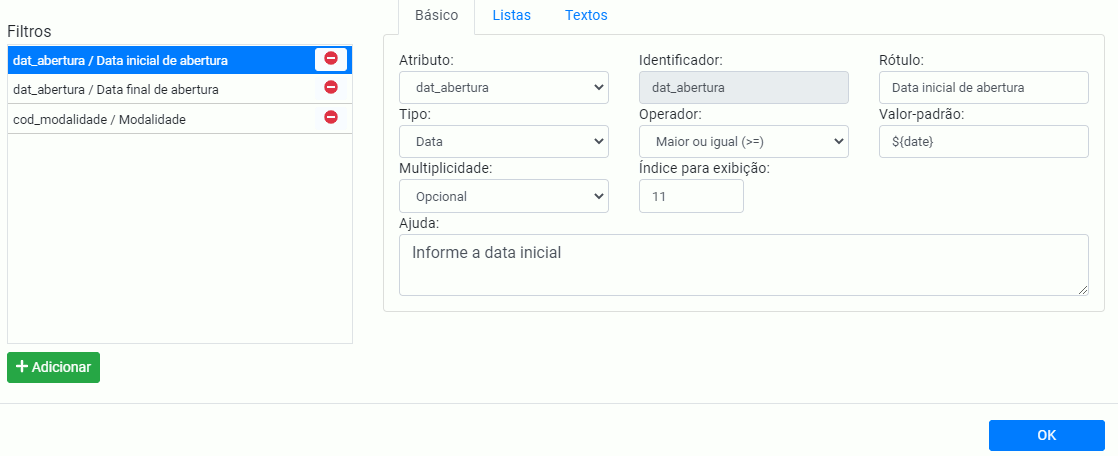 Filtros
dat_abertura / Data inicial de abertura
dat_abertura / Data final de abertura
cod_modalidade / Modalidade
Adicionar
Básico Listas Textos
Atributo: Identificador: Rótulo:
dat_abertura dat_abertura Data inicial de abertura
Tipo: Operador: Valor-padrão:
Data Maior ou igual (>=) ${date}
Multiplicidade: Índice para exibição:
Opcional 11
Ajuda:
Informe a data inicial
OK